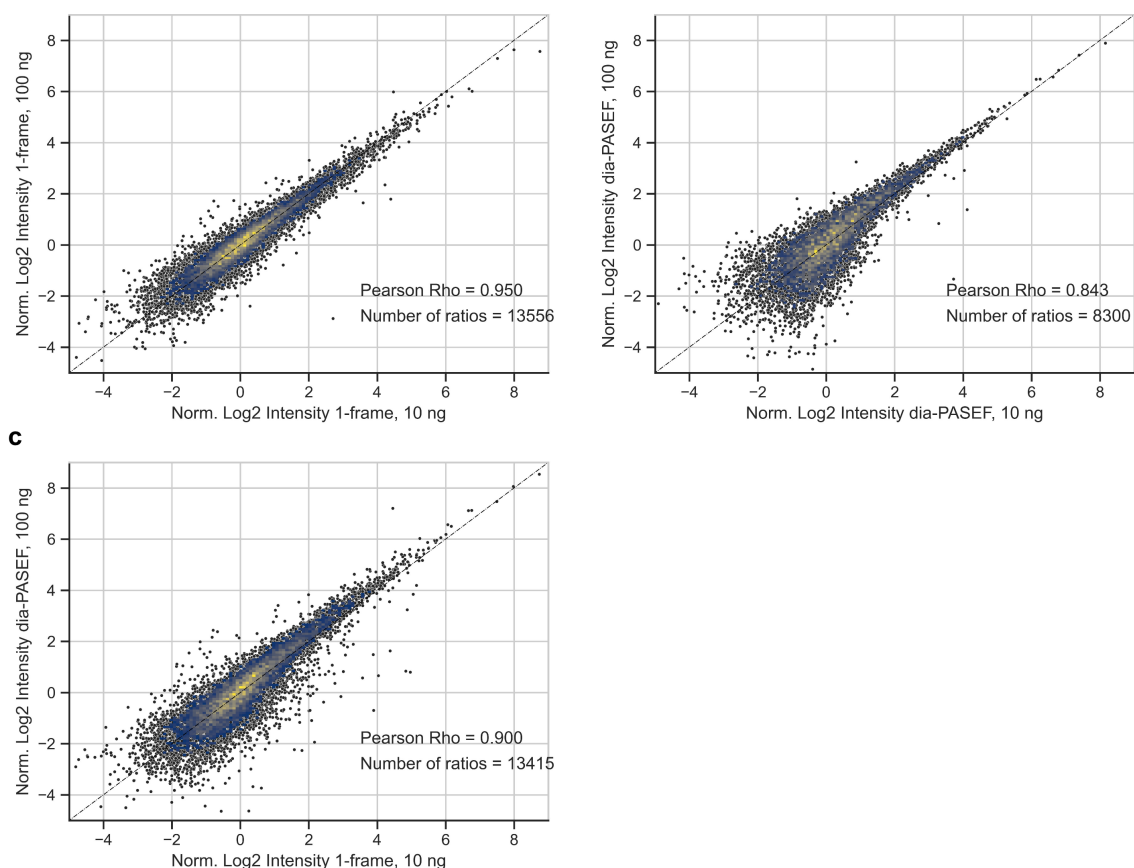 Norm. Log2 Intensity 1-frame, 100 ng
8
6
4
2
0
−2
−4
Pearson Rho = 0.950
Number of ratios = 13556
−4 −2 0 2 4 6 8
Norm. Log2 Intensity 1-frame, 10 ng
Norm. Log2 Intensity dia-PASEF, 100 ng
8
6
4
2
0
−2
−4
Pearson Rho = 0.843
Number of ratios = 8300
−4 −2 0 2 4 6 8
Norm. Log2 Intensity dia-PASEF, 10 ng
c
Norm. Log2 Intensity dia-PASEF, 100 ng
8
6
4
2
0
−2
−4
Pearson Rho = 0.900
Number of ratios = 13415
−4 −2 0 2 4 6 8
Norm. Log2 Intensity 1-frame, 10 ng